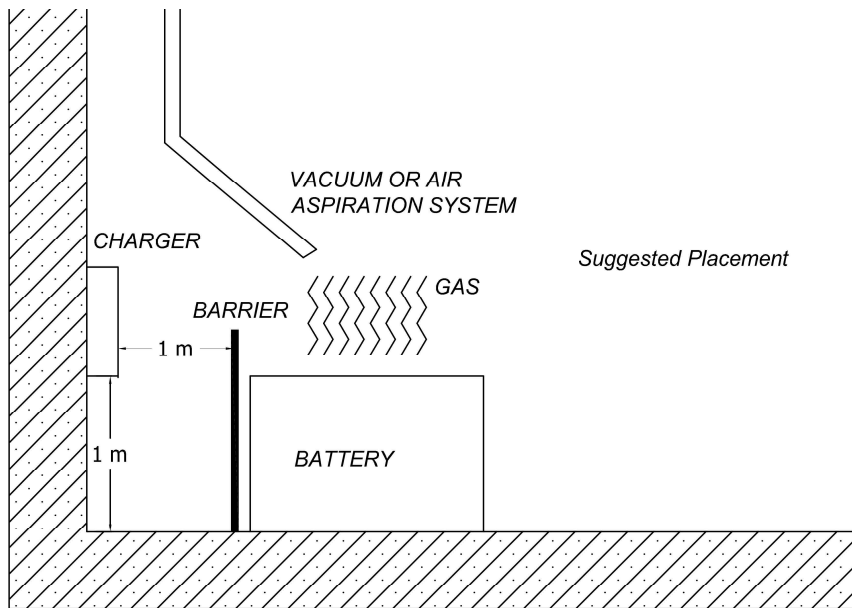 VACUUM OR AIR
ASPIRATION SYSTEM
CHARGER
Suggested Placement
GAS
BARRIER
1 m
1 m
BATTERY